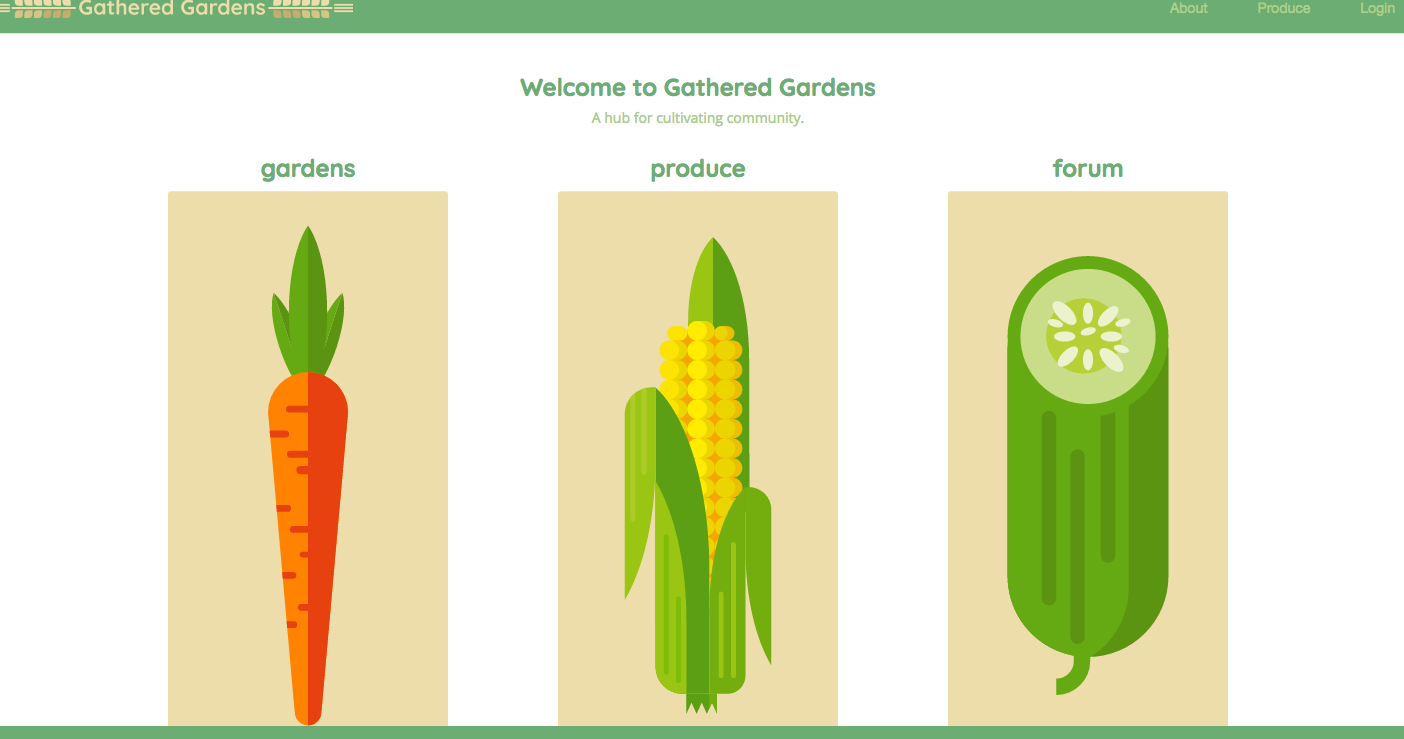 Gathered Gardens
About
Produce
Login
Welcome to Gathered Gardens
A hub for cultivating community.
gardens
produce
forum